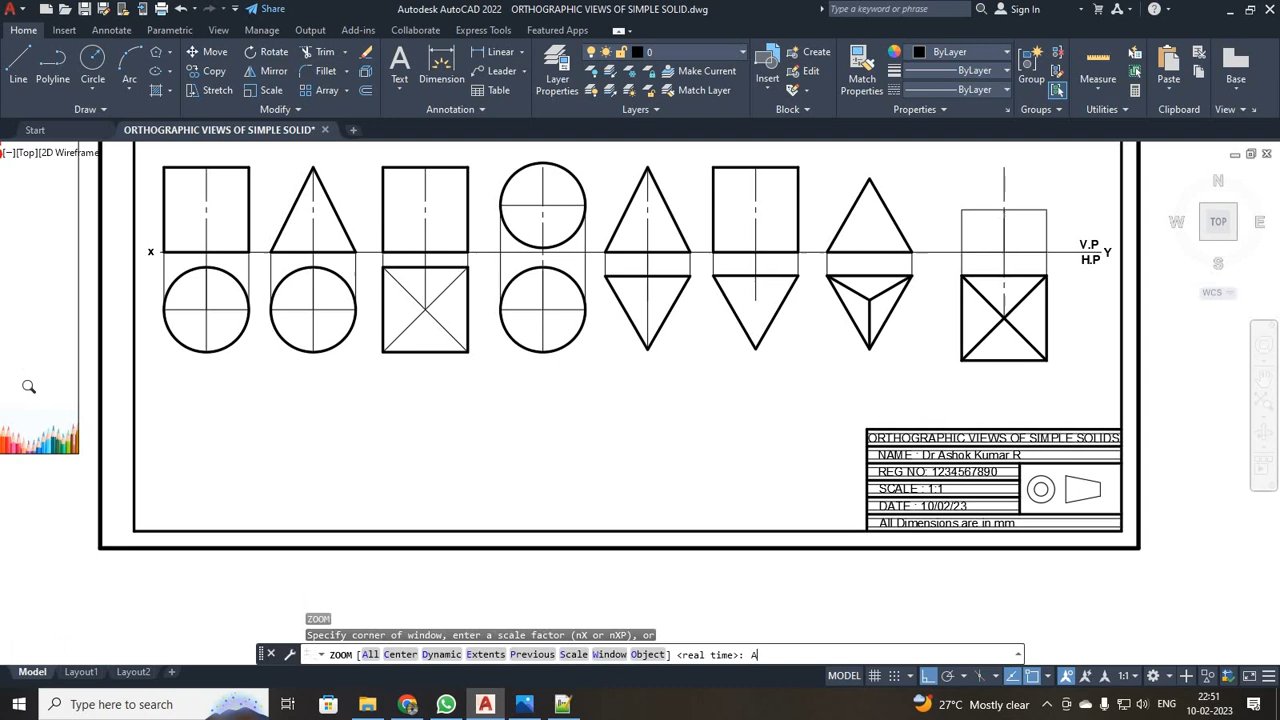 Share
Autodesk AutoCAD 2022 ORTHOGRAPHIC VIEWS OF SIMPLE SOLID.dwg
Type a keyword or phrase
Sign In
Home Insert Annotate Parametric View Manage Output Add-ins Collaborate Express Tools Featured Apps
Line Polyline Circle Arc
Move Rotate Trim
Copy Mirror Fillet
Stretch Scale Array
Text Dimension
Linear
Leader
Table
Layer Properties
0
Make Current
Match Layer
Insert
Create
Edit
Match Properties
ByLayer
ByLayer
ByLayer
Group
Measure
Paste
Base
Draw Modify Annotation Layers Block Properties Groups Utilities Clipboard View
Start ORTHOGRAPHIC VIEWS OF SIMPLE SOLID*
[−][Top][2D Wireframe
N
W TOP E
S
WCS
x
V.P
H.P
Y
ORTHOGRAPHIC VIEWS OF SIMPLE SOLIDS
NAME : Dr Ashok Kumar R
REG NO: 1234567890
SCALE : 1:1
DATE : 10/02/23
All Dimensions are in mm
ZOOM
Specify corner of window, enter a scale factor (nX or nXP), or
ZOOM [All Center Dynamic Extents Previous Scale Window Object] <real time>: A
Model Layout1 Layout2
MODEL 1:1
Type here to search
27°C Mostly clear
ENG
22:51
10-02-2023